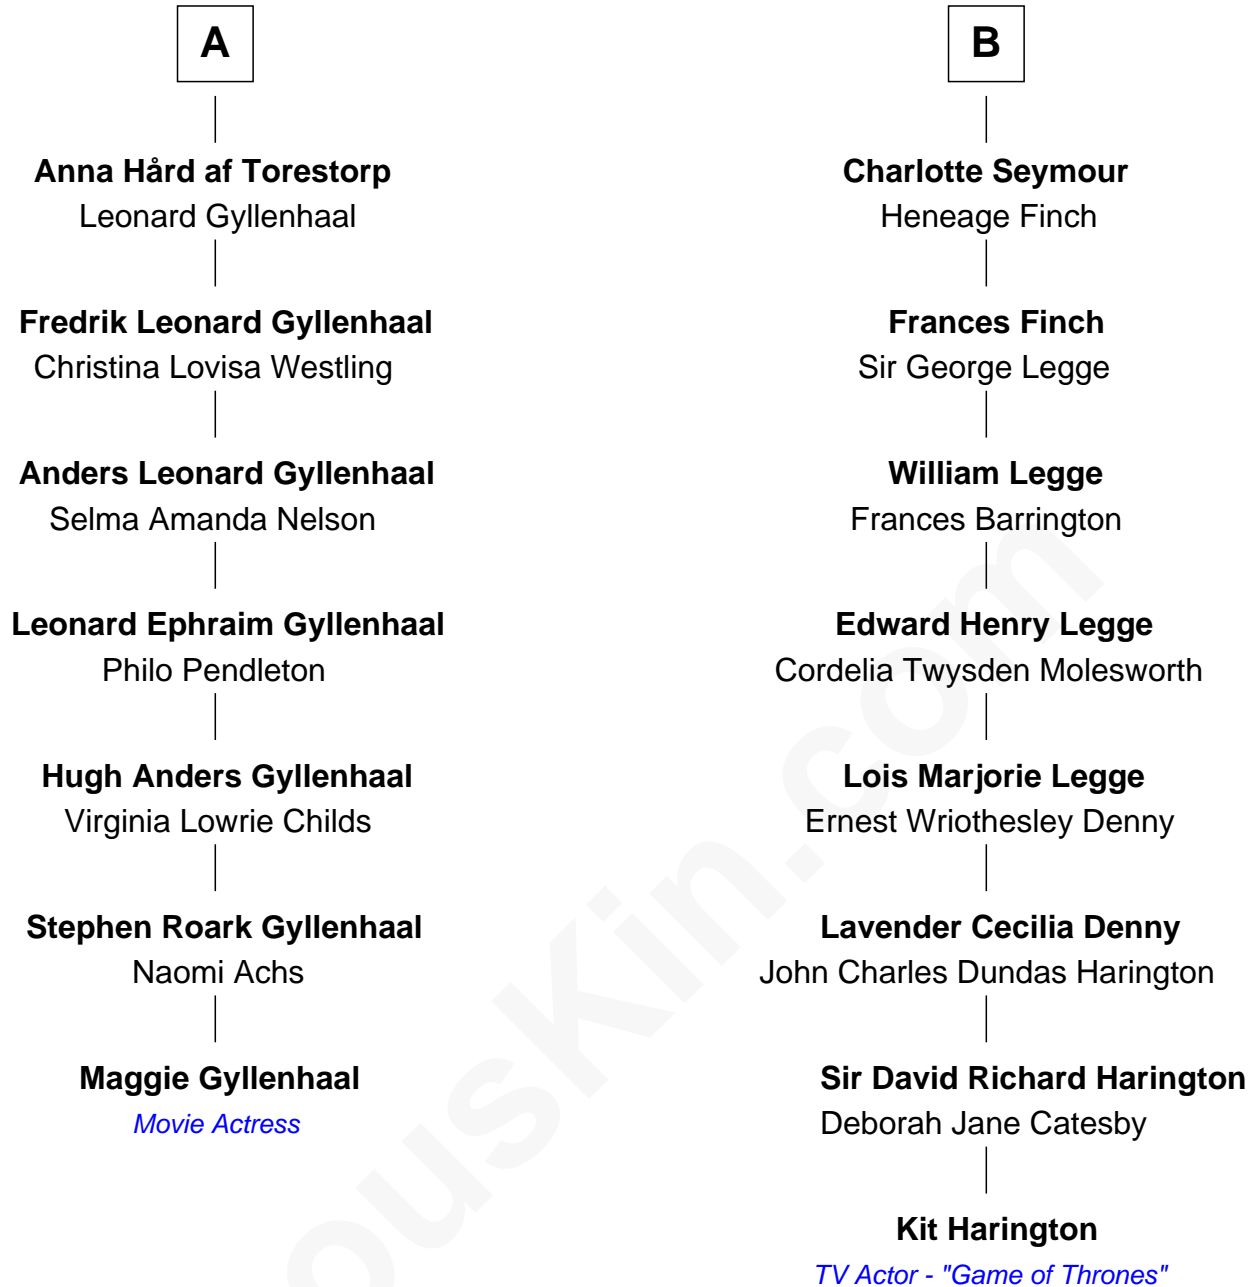 A
Anna Hård af Torestorp
Leonard Gyllenhaal
Fredrik Leonard Gyllenhaal
Christina Lovisa Westling
Anders Leonard Gyllenhaal
Selma Amanda Nelson
Leonard Ephraim Gyllenhaal
Philo Pendleton
Hugh Anders Gyllenhaal
Virginia Lowrie Childs
Stephen Roark Gyllenhaal
Naomi Achs
Maggie Gyllenhaal
Movie Actress
B
Charlotte Seymour
Heneage Finch
Frances Finch
Sir George Legge
William Legge
Frances Barrington
Edward Henry Legge
Cordelia Twysden Molesworth
Lois Marjorie Legge
Ernest Wriothesley Denny
Lavender Cecilia Denny
John Charles Dundas Harington
Sir David Richard Harington
Deborah Jane Catesby
Kit Harington
TV Actor - "Game of Thrones"
ousKin.com